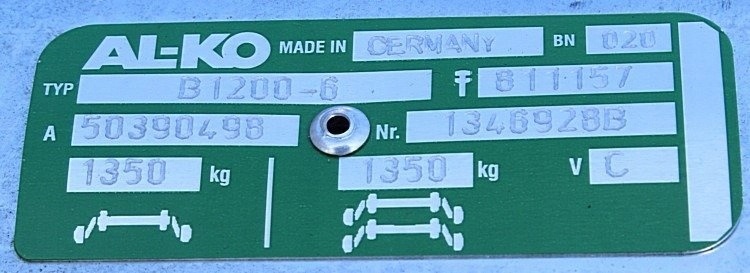 AL-KO MADE IN GERMANY BN 020
TYP B1200-6 811157
A 50390498 Nr. 1346928B
1350 kg 1350 kg V C